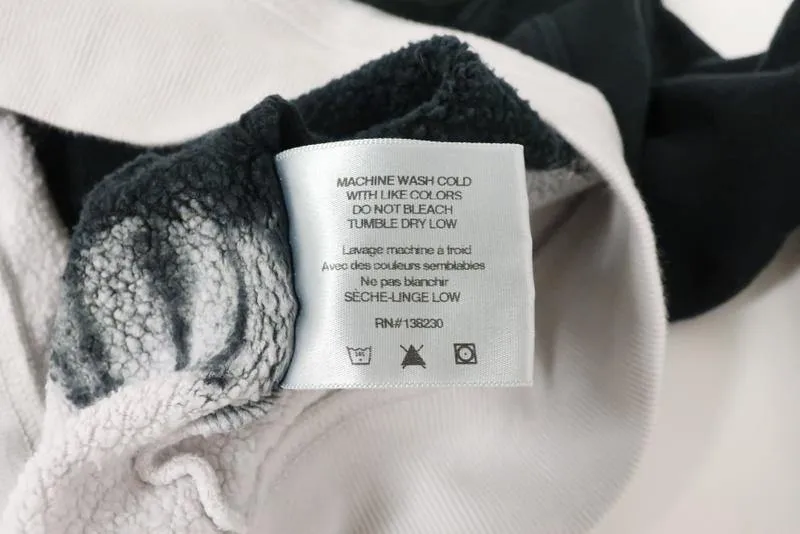 MACHINE WASH COLD
WITH LIKE COLORS
DO NOT BLEACH
TUMBLE DRY LOW
Lavage machine à froid
Avec des couleurs semblables
Ne pas blanchir
SÈCHE-LINGE LOW
RN#138230